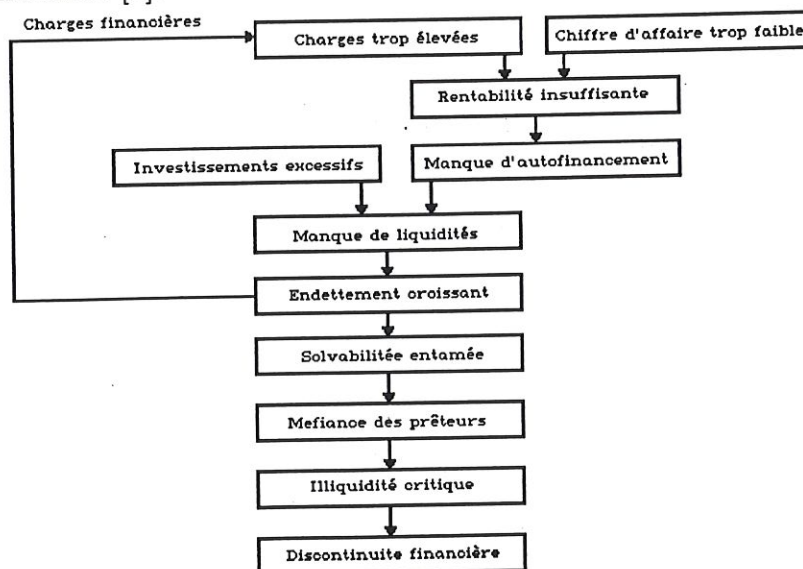 Charges financières
Charges trop élevées
Chiffre d'affaire trop faible
Rentabilité insuffisante
Investissements excessifs
Manque d'autofinancement
Manque de liquidités
Endettement oroissant
Solvabilitée entamée
Mefiance des prêteurs
Illiquidité critique
Discontinuite financière